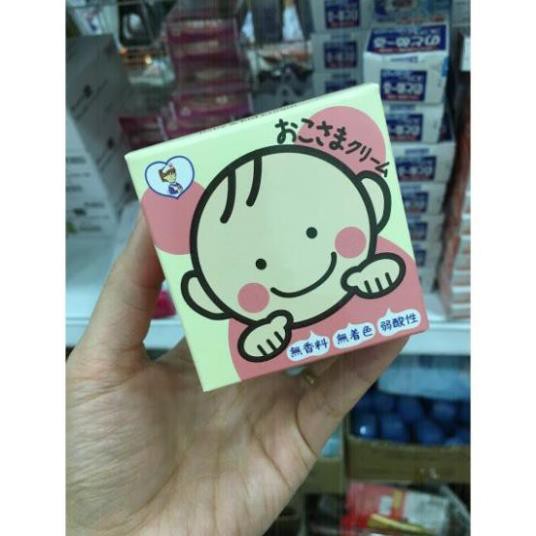 おこさまクリーム
無香料 無着色 弱酸性